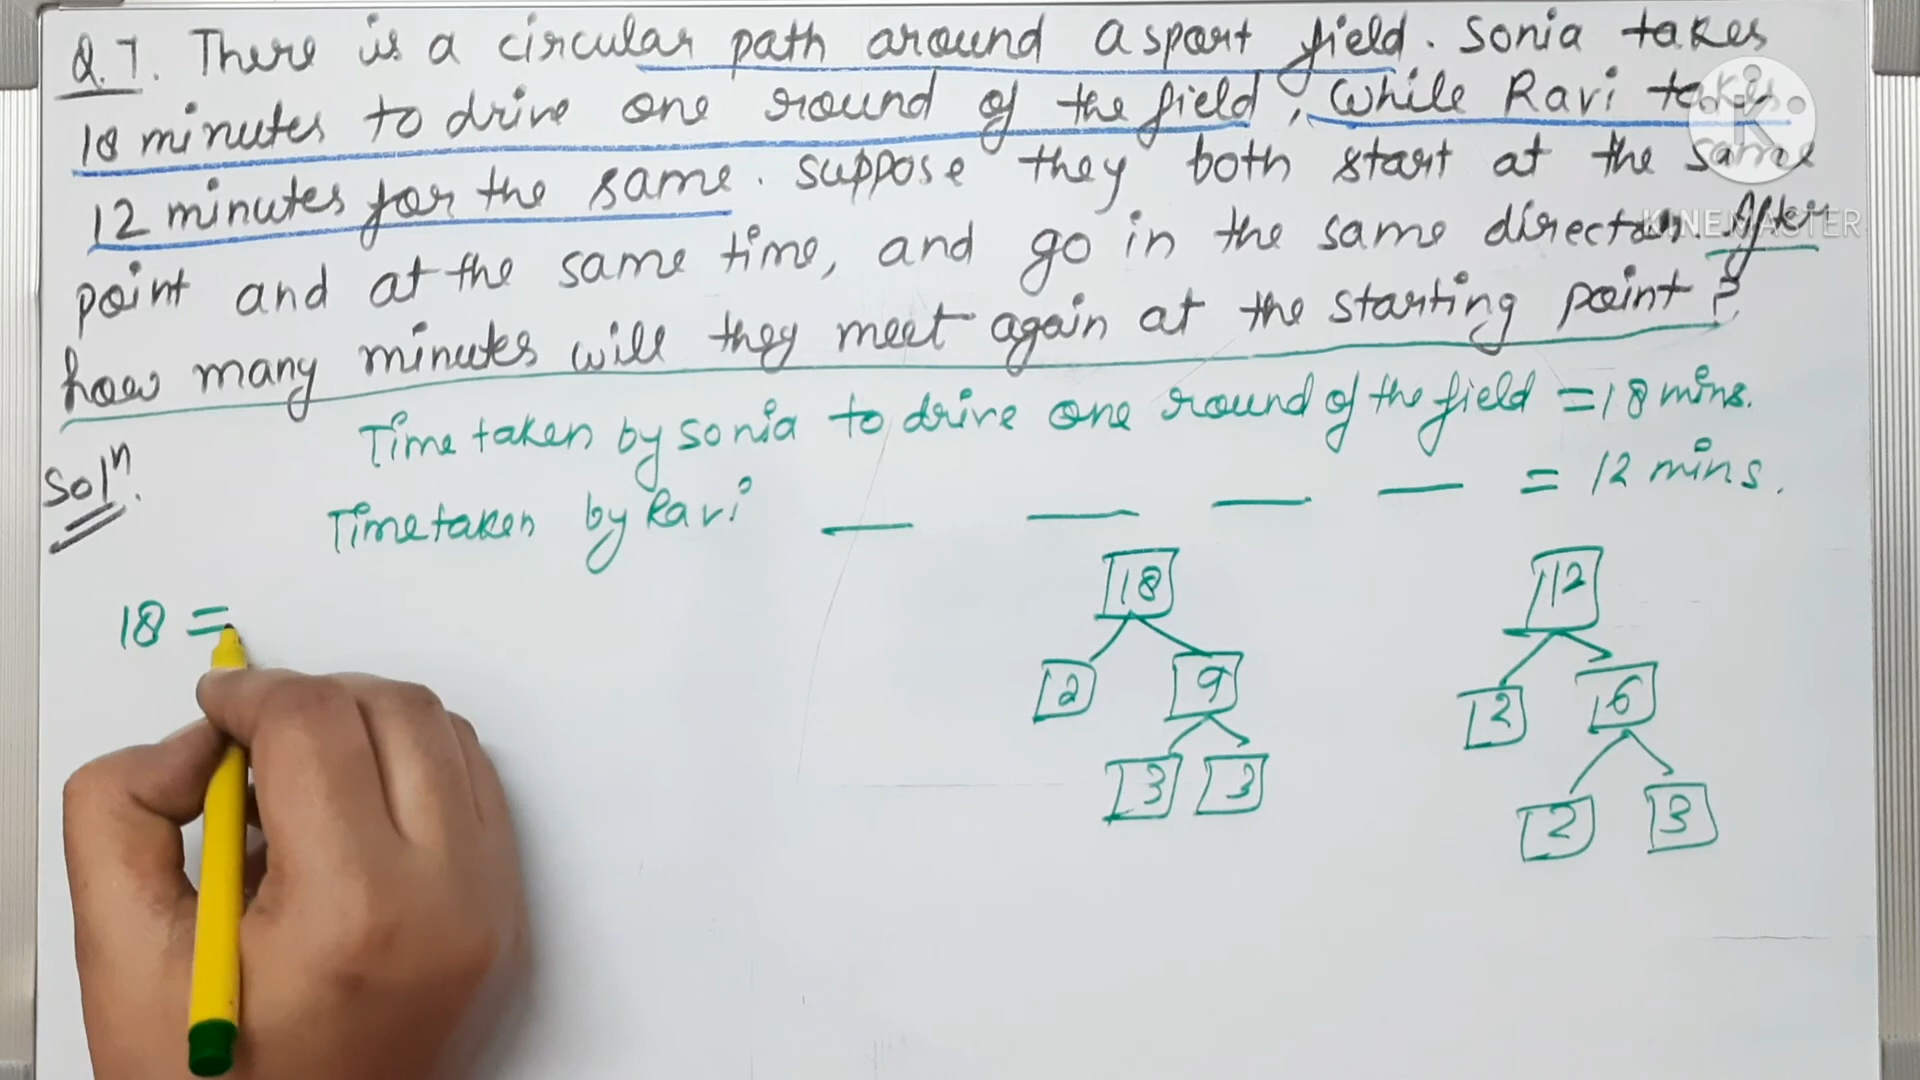 Q.7. There is a circular path around a sport field. Sonia takes
18 minutes to drive one round of the field, while Ravi takes
12 minutes for the same. suppose they both start at the same
point and at the same time, and go in the same direction. After
how many minutes will they meet again at the starting point?
Solⁿ.
Time taken by sonia to drive one round of the field = 18 mins.
Time taken by Ravi — — — — = 12 mins.
18 =
18
2 9
3 3
12
2 6
2 3
K
KINEMASTER